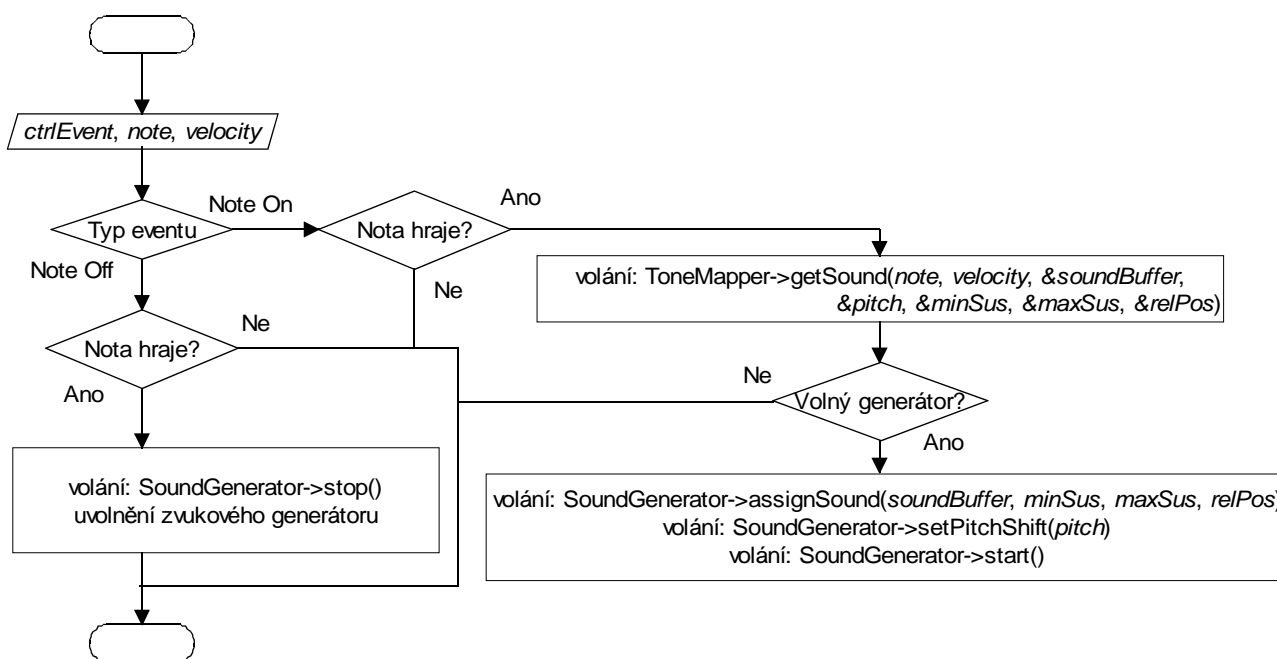 ctrlEvent, note, velocity
Typ eventu
Note On
Nota hraje?
Ano
Note Off
Ne
volání: ToneMapper->getSound(note, velocity, &soundBuffer,
&pitch, &minSus, &maxSus, &relPos)
Nota hraje?
Ne
Ano
Ne
Volný generátor?
Ano
volání: SoundGenerator->stop()
uvolnění zvukového generátoru
volání: SoundGenerator->assignSound(soundBuffer, minSus, maxSus, relPos)
volání: SoundGenerator->setPitchShift(pitch)
volání: SoundGenerator->start()